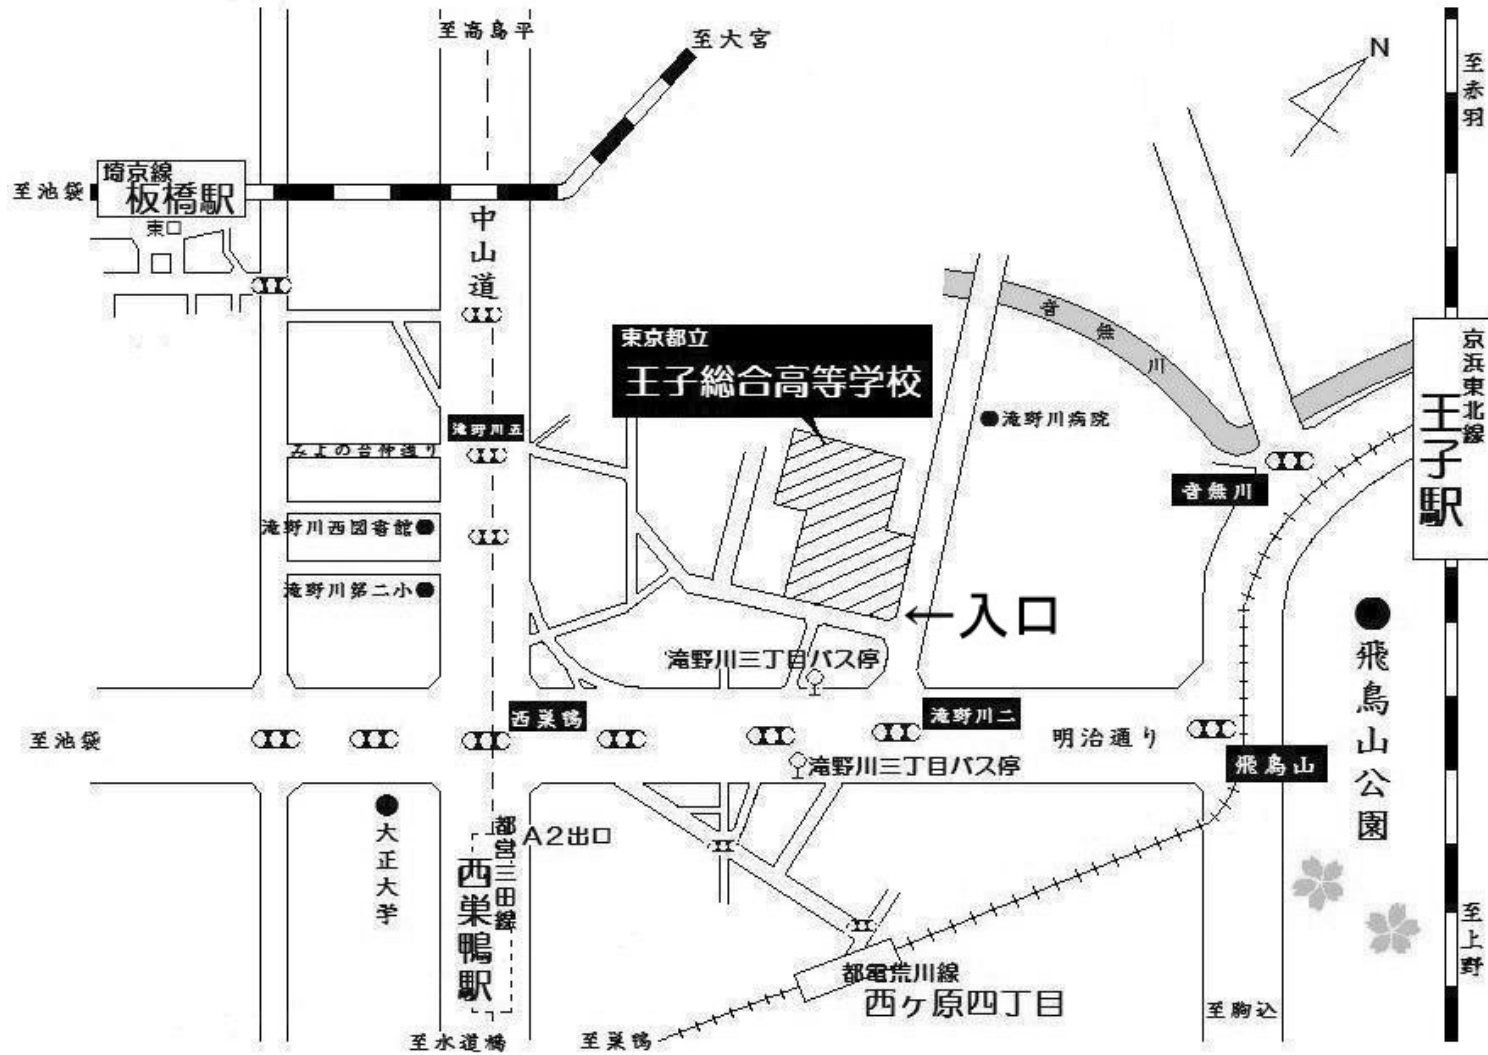 至高島平
至大宮
N
至赤羽
埼京線
板橋駅
至池袋
東口
中山道
東京都立
王子総合高等学校
音無川
京浜東北線
王子駅
滝野川病院
滝野川五
みよの台仲通り
音無川
滝野川西図書館
滝野川第二小
←入口
飛鳥山公園
滝野川三丁目バス停
西巣鴨
滝野川二
明治通り
至池袋
滝野川三丁目バス停
飛鳥山
大正大学
都営三田線
西巣鴨駅
A2出口
都電荒川線
西ヶ原四丁目
至上野
至駒込
至水道橋
至巣鴨